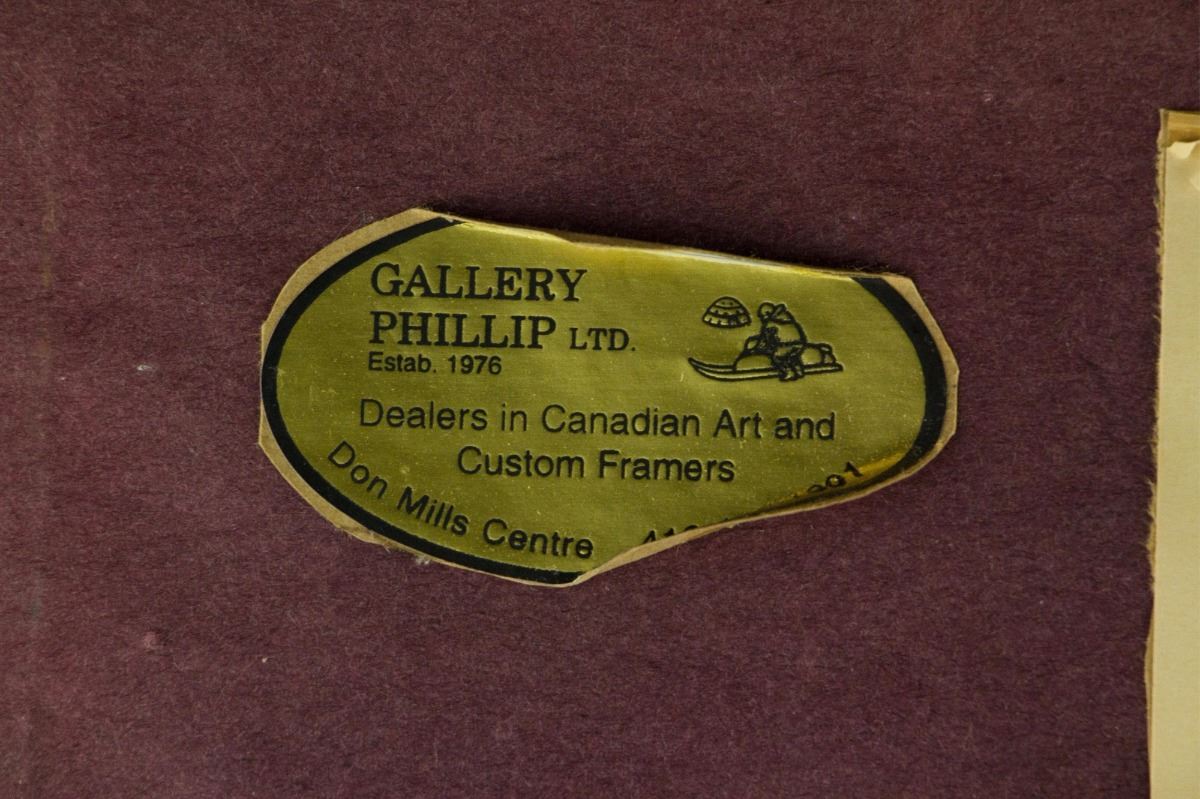 GALLERY
PHILLIP LTD.
Estab. 1976
Dealers in Canadian Art and
Custom Framers
Don Mills Centre